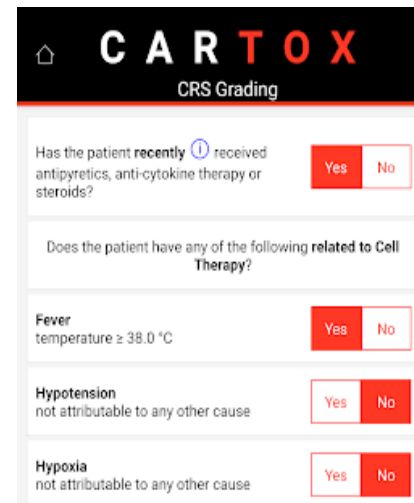 CARTOX
CRS Grading
Has the patient recently ⓘ received
antipyretics, anti-cytokine therapy or
steroids?
Yes No
Does the patient have any of the following related to Cell
Therapy?
Fever
temperature ≥ 38.0 °C
Yes No
Hypotension
not attributable to any other cause
Yes No
Hypoxia
not attributable to any other cause
Yes No